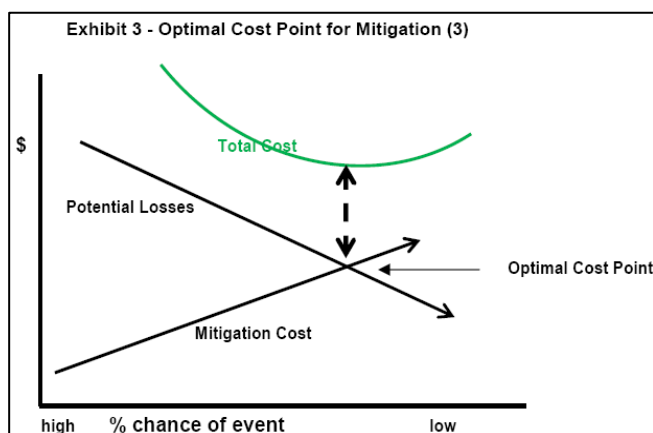 Exhibit 3 - Optimal Cost Point for Mitigation (3)
$
Total Cost
Potential Losses
Optimal Cost Point
Mitigation Cost
high % chance of event low